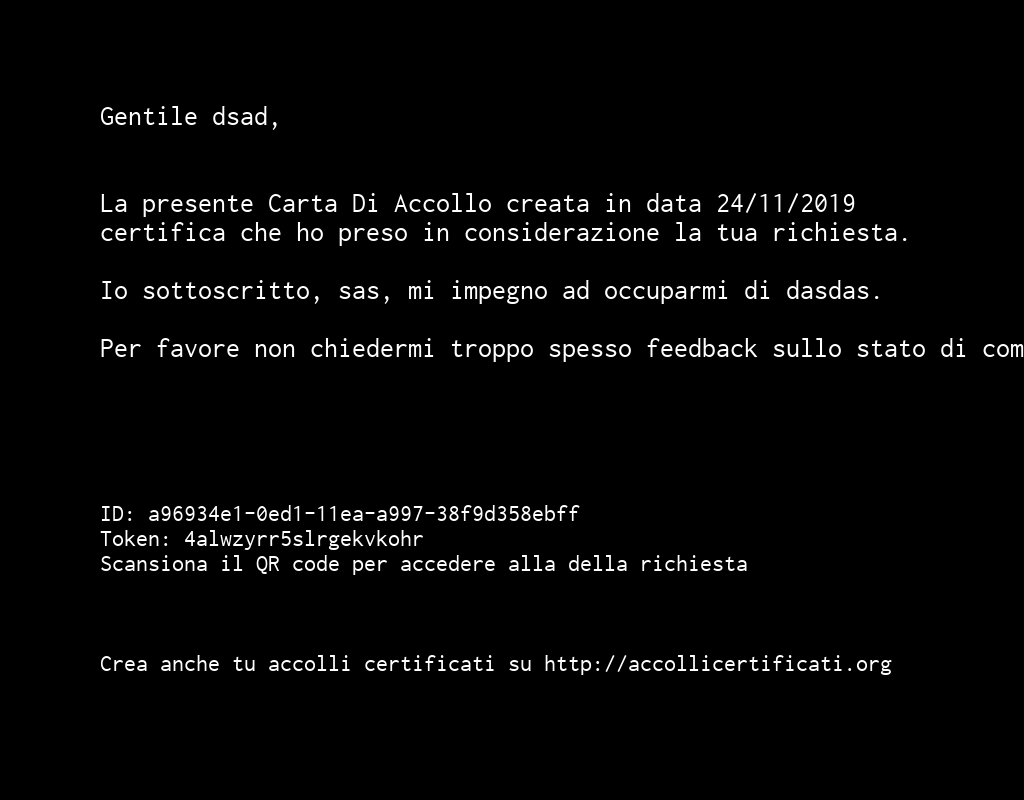 Gentile dsad,
La presente Carta Di Accollo creata in data 24/11/2019
certifica che ho preso in considerazione la tua richiesta.
Io sottoscritto, sas, mi impegno ad occuparmi di dasdas.
Per favore non chiedermi troppo spesso feedback sullo stato di com
ID: a96934e1-0ed1-11ea-a997-38f9d358ebff
Token: 4alwzyrr5slrgekvkohr
Scansiona il QR code per accedere alla della richiesta
Crea anche tu accolli certificati su http://accollicertificati.org